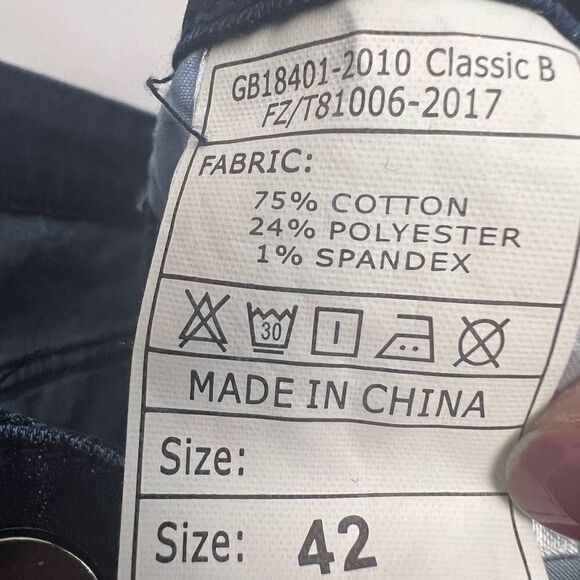 GB18401-2010 Classic B
FZ/T81006-2017
FABRIC:
75% COTTON
24% POLYESTER
1% SPANDEX
30
MADE IN CHINA
Size:
Size: 42